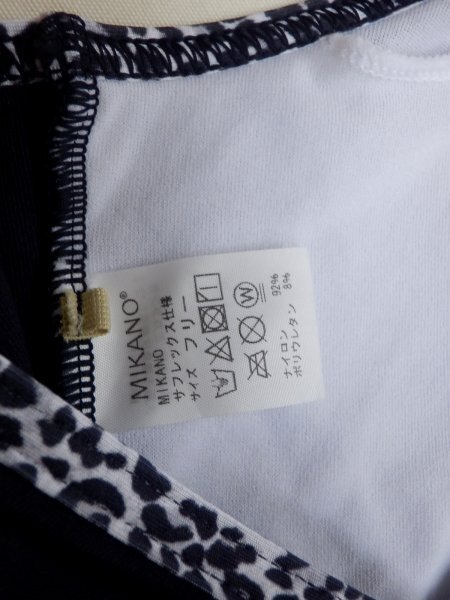 MIKANO®
MIKANO
サフレックス仕様
サイズ フリー
W
ナイロン 92%
ポリウレタン 8%